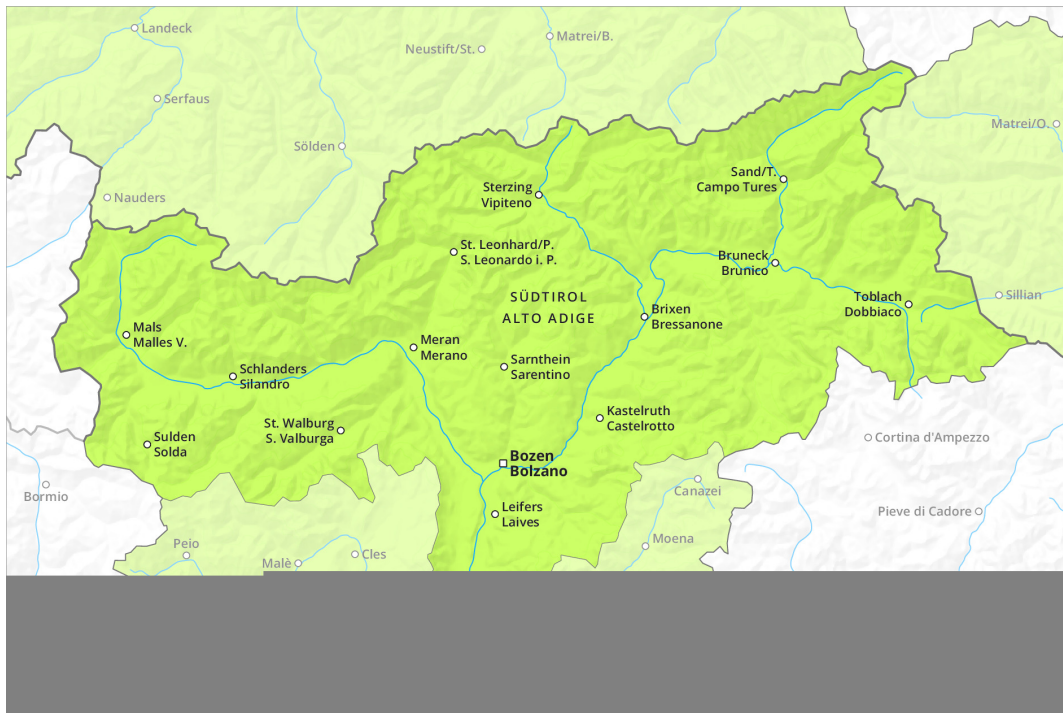 Landeck
Matrei/B.
Neustift/St.
Serfaus
Matrei/O.
Sölden
Sand/T.
Campo Tures
Sterzing
Vipiteno
Nauders
St. Leonhard/P.
S. Leonardo i. P.
Bruneck
Brunico
SÜDTIROL
ALTO ADIGE
Toblach
Dobbiaco
Sillian
Brixen
Bressanone
Mals
Malles V.
Meran
Merano
Sarnthein
Sarentino
Schlanders
Silandro
Kastelruth
Castelrotto
St. Walburg
S. Valburga
Sulden
Solda
Cortina d'Ampezzo
Bozen
Bolzano
Bormio
Canazei
Leifers
Laives
Pieve di Cadore
Moena
Peio
Cles
Malè